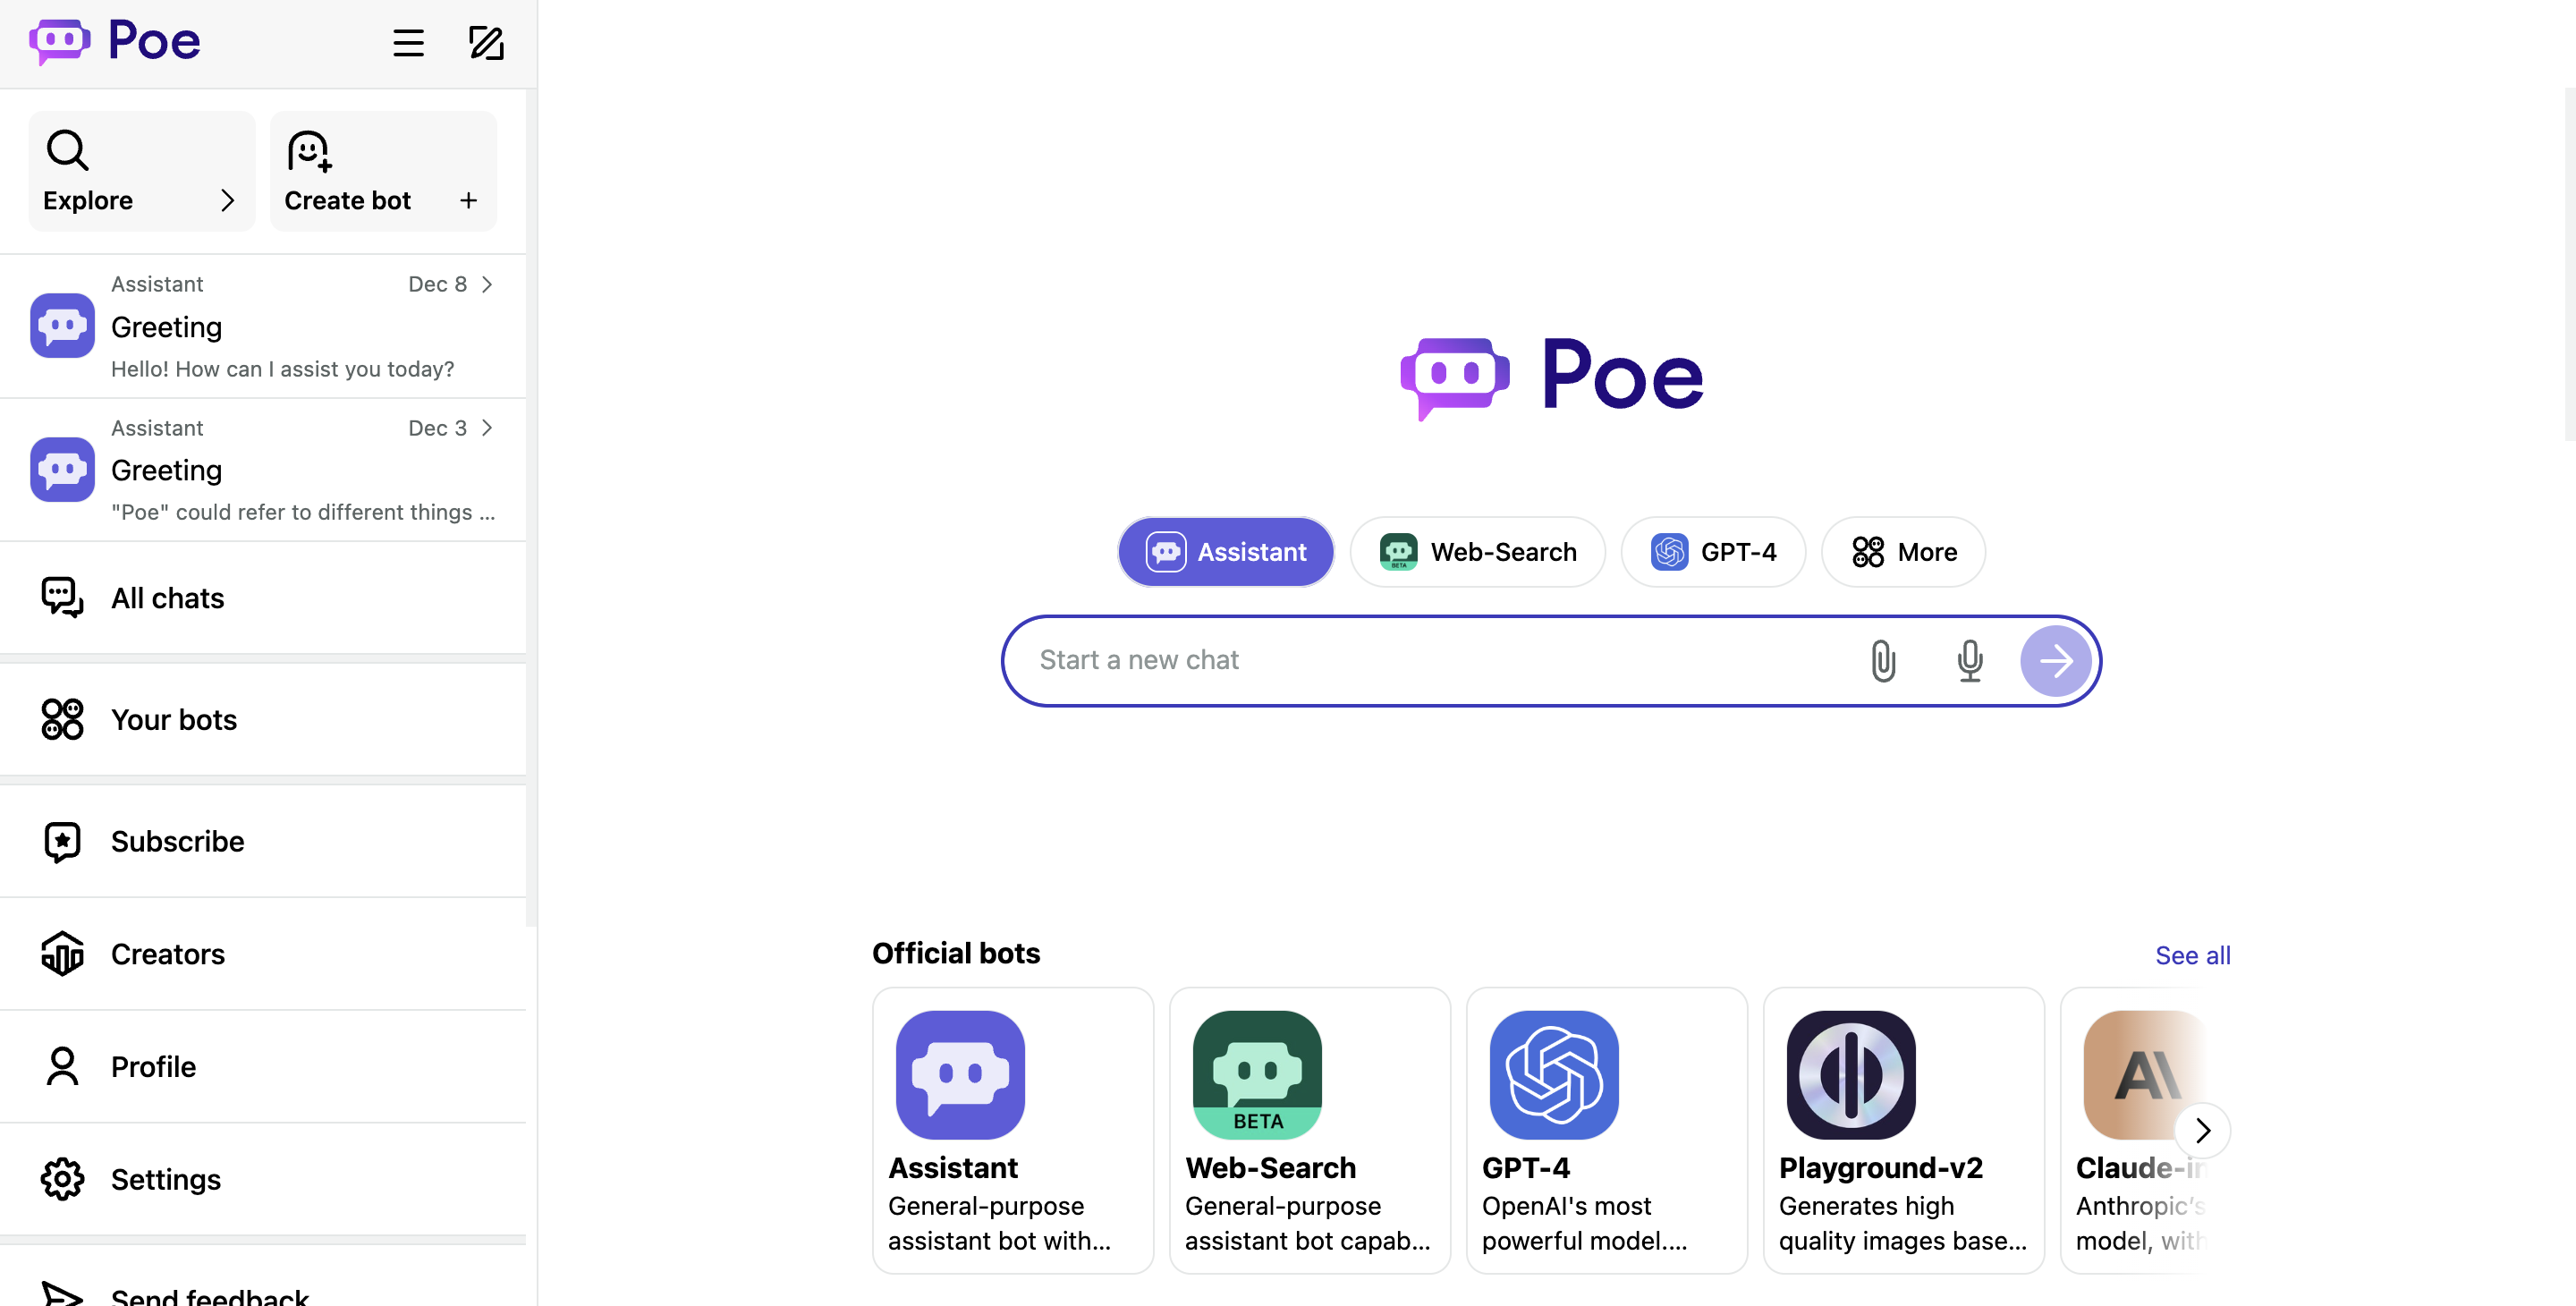 Poe
Explore
Create bot
Assistant
Dec 8
Greeting
Hello! How can I assist you today?
Assistant
Dec 3
Greeting
"Poe" could refer to different things ...
All chats
Your bots
Subscribe
Creators
Profile
Settings
Send feedback
Poe
Assistant
BETA
Web-Search
GPT-4
More
Start a new chat
Official bots
See all
Assistant
General-purpose
assistant bot with...
BETA
Web-Search
General-purpose
assistant bot capab...
GPT-4
OpenAI's most
powerful model....
Playground-v2
Generates high
quality images base...
AI
Claude-in
Anthropic's
model, with